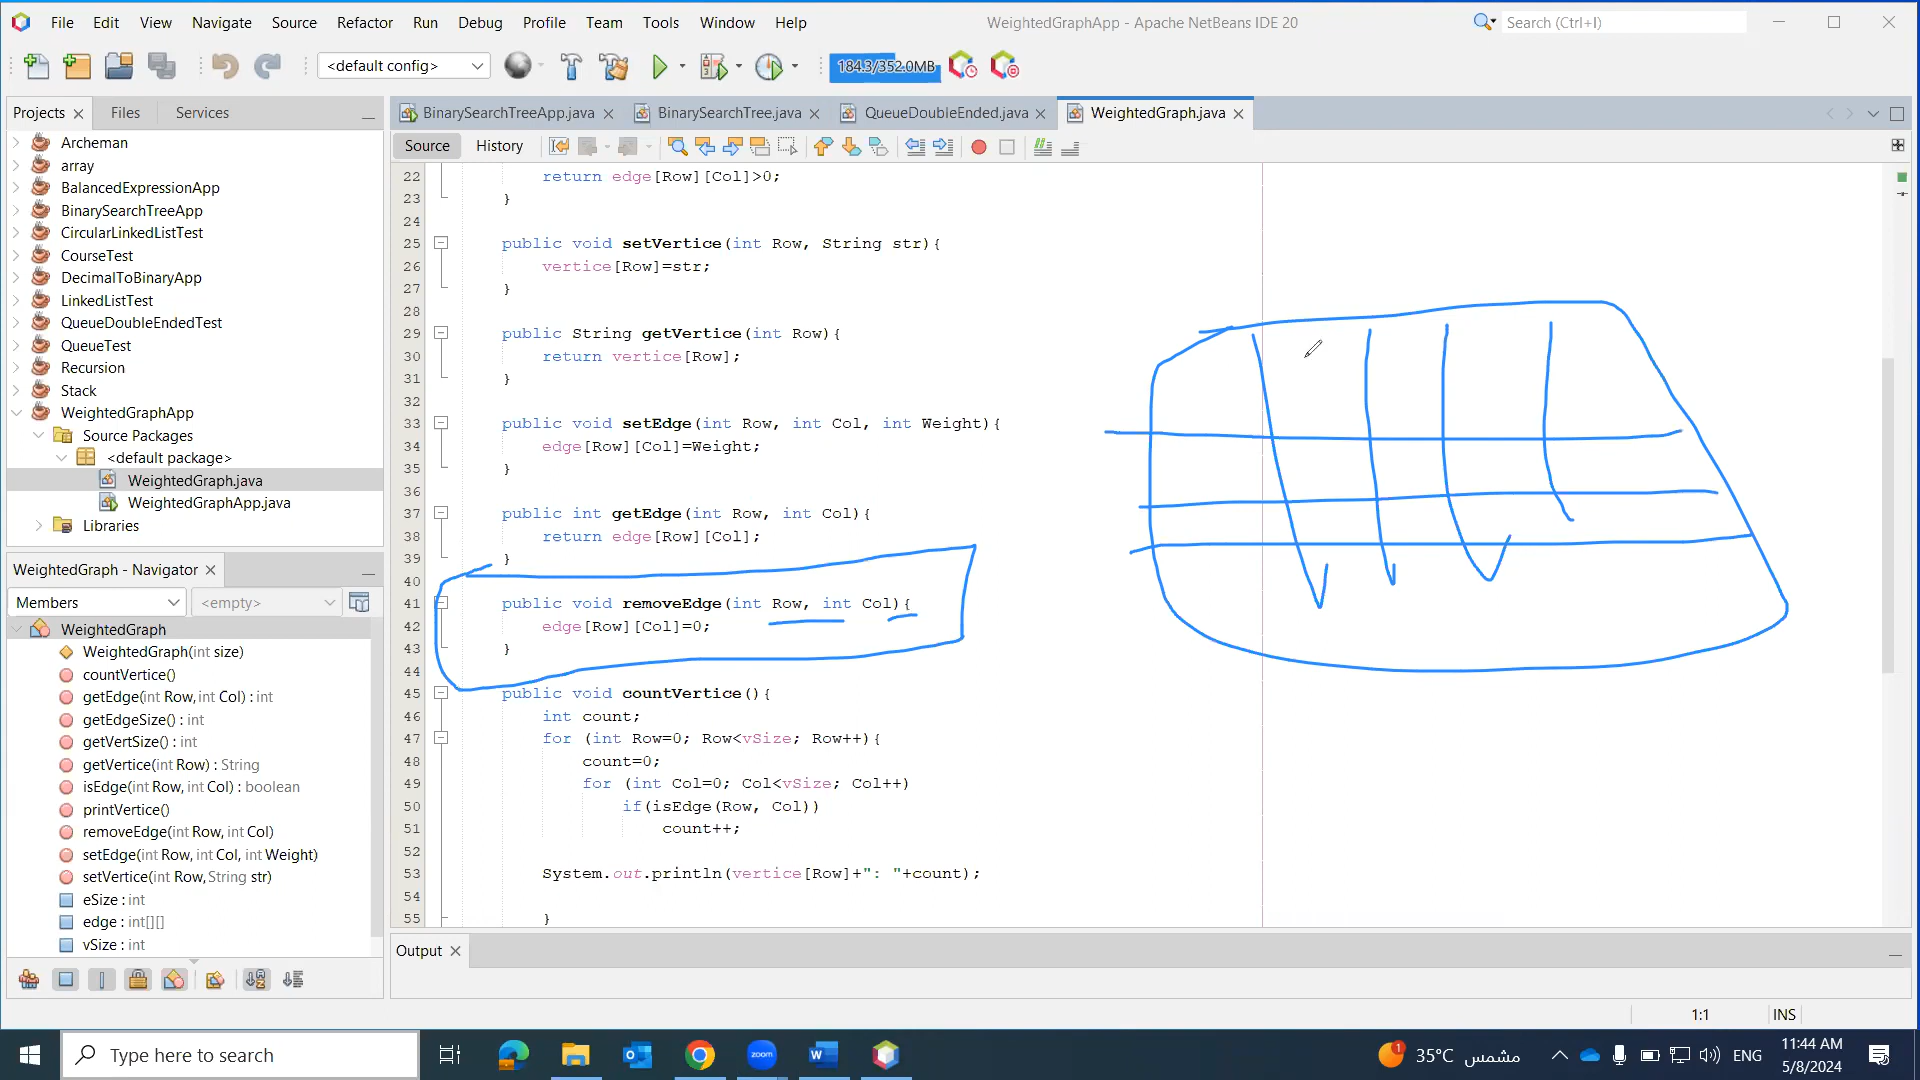 File Edit View Navigate Source Refactor Run Debug Profile Team Tools Window Help
WeightedGraphApp - Apache NetBeans IDE 20
Search (Ctrl+I)
<default config>
184.3/352.0MB
Projects Files Services
BinarySearchTreeApp.java BinarySearchTree.java QueueDoubleEnded.java WeightedGraph.java
Source History
Archeman
array
BalancedExpressionApp
BinarySearchTreeApp
CircularLinkedListTest
CourseTest
DecimalToBinaryApp
LinkedListTest
QueueDoubleEndedTest
QueueTest
Recursion
Stack
WeightedGraphApp
Source Packages
<default package>
WeightedGraph.java
WeightedGraphApp.java
Libraries
WeightedGraph - Navigator
Members <empty>
WeightedGraph
WeightedGraph(int size)
countVertice()
getEdge(int Row, int Col) : int
getEdgeSize() : int
getVertSize() : int
getVertice(int Row) : String
isEdge(int Row, int Col) : boolean
printVertice()
removeEdge(int Row, int Col)
setEdge(int Row, int Col, int Weight)
setVertice(int Row, String str)
eSize : int
edge : int[][]
vSize : int
22 return edge[Row][Col]>0;
23 }
24
25 public void setVertice(int Row, String str){
26 vertice[Row]=str;
27 }
28
29 public String getVertice(int Row){
30 return vertice[Row];
31 }
32
33 public void setEdge(int Row, int Col, int Weight){
34 edge[Row][Col]=Weight;
35 }
36
37 public int getEdge(int Row, int Col){
38 return edge[Row][Col];
39 }
40
41 public void removeEdge(int Row, int Col){
42 edge[Row][Col]=0;
43 }
44
45 public void countVertice(){
46 int count;
47 for (int Row=0; Row<vSize; Row++){
48 count=0;
49 for (int Col=0; Col<vSize; Col++)
50 if(isEdge(Row, Col))
51 count++;
52
53 System.out.println(vertice[Row]+": "+count);
54
55 }
Output
1:1 INS
Type here to search
zoom
1
35°C مشمس
ENG
11:44 AM
5/8/2024